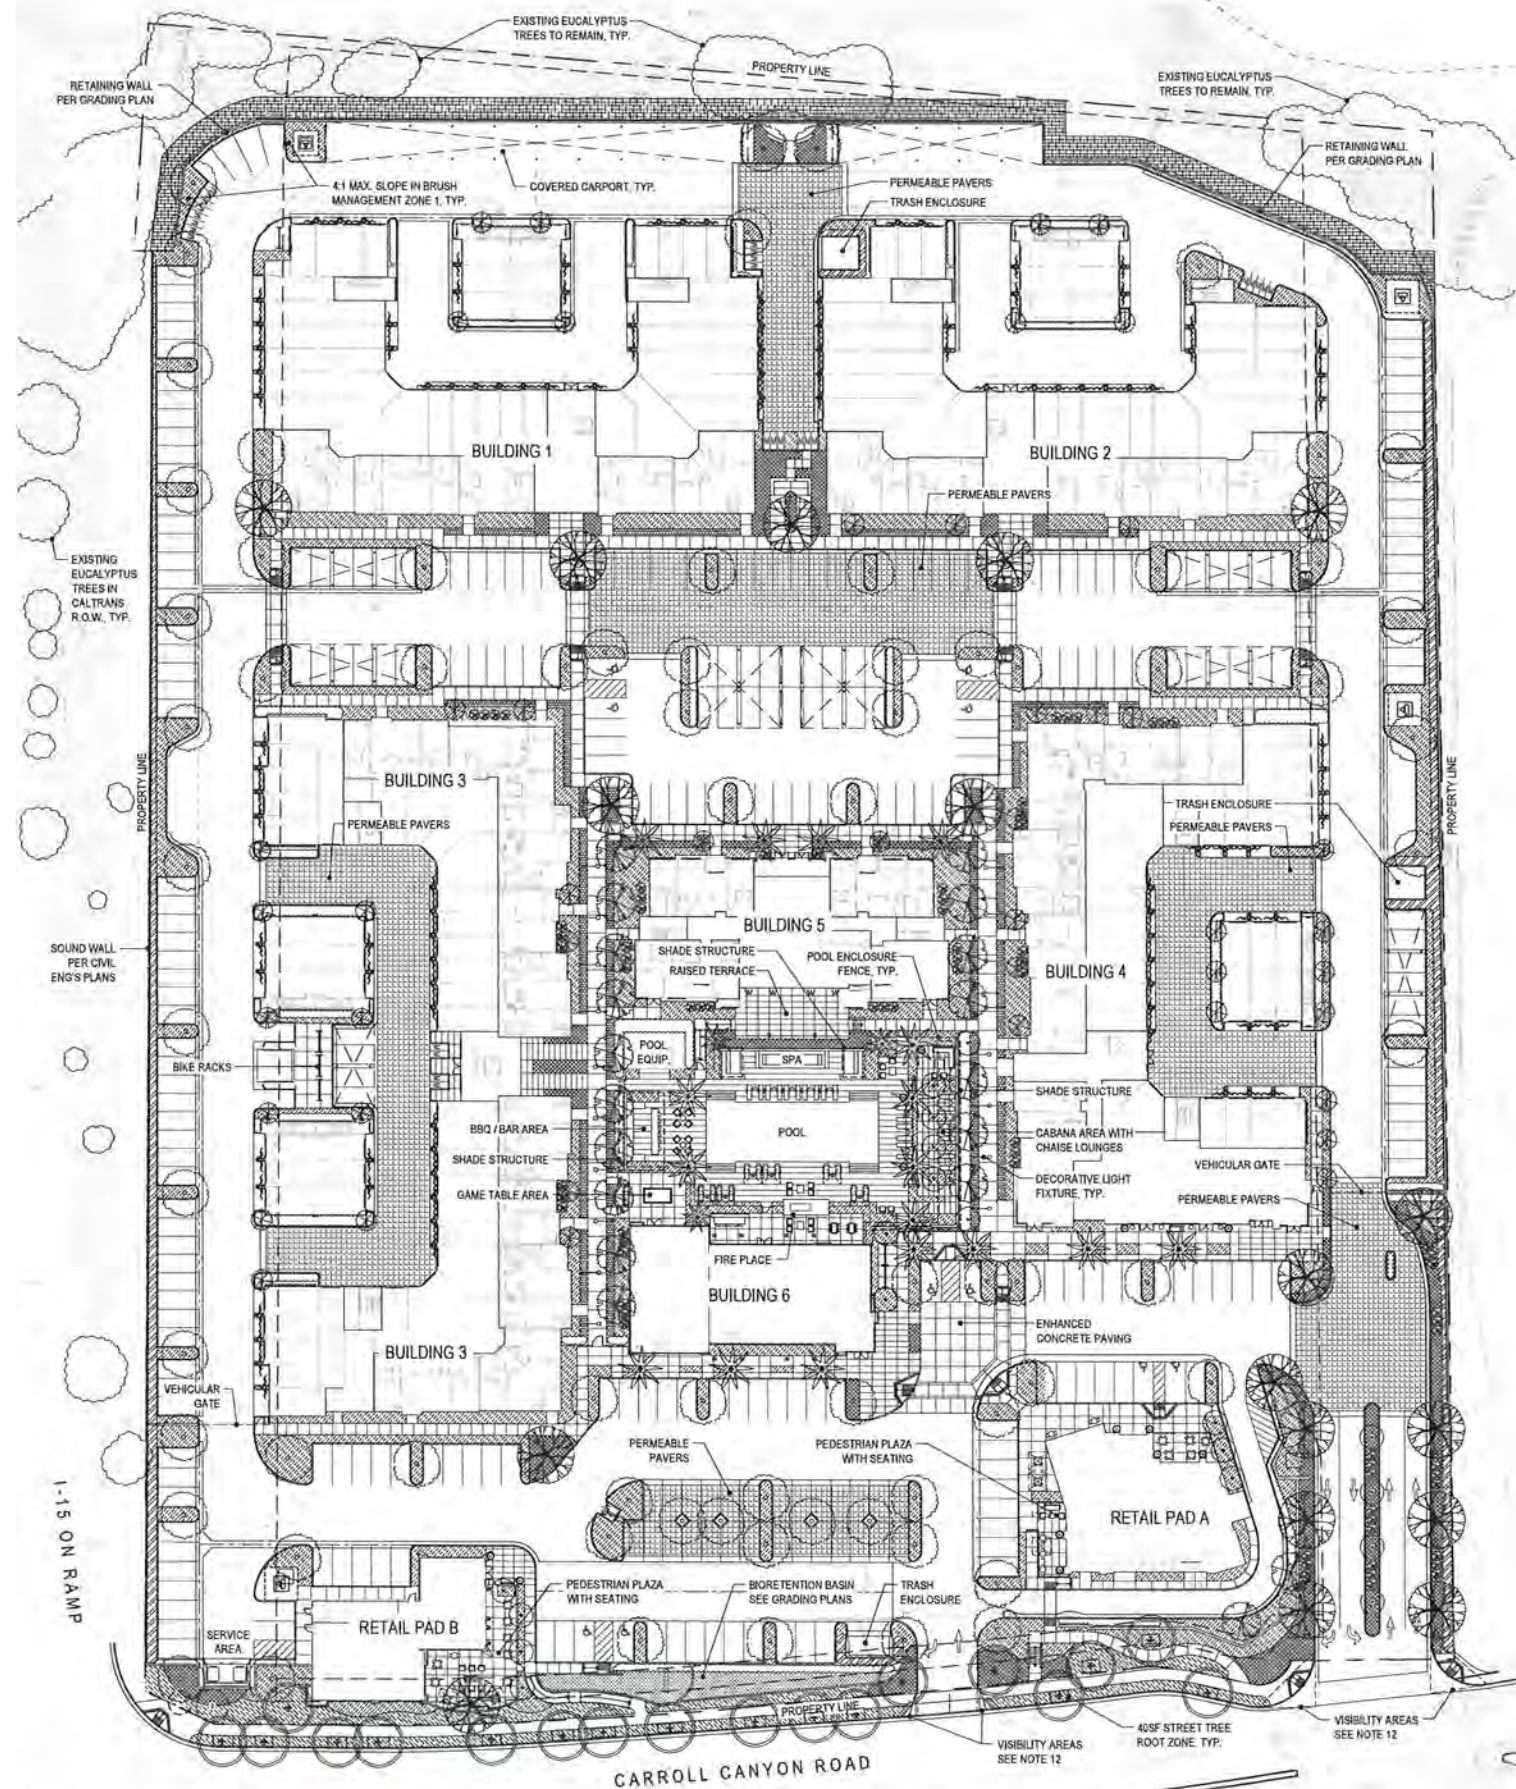 EXISTING EUCALYPTUS
TREES TO REMAIN, TYP.
PROPERTY LINE
EXISTING EUCALYPTUS
TREES TO REMAIN, TYP.
RETAINING WALL
PER GRADING PLAN
RETAINING WALL
PER GRADING PLAN
4:1 MAX. SLOPE IN BRUSH
MANAGEMENT ZONE 1, TYP.
COVERED CARPORT, TYP.
PERMEABLE PAVERS
TRASH ENCLOSURE
BUILDING 1
BUILDING 2
PERMEABLE PAVERS
EXISTING
EUCALYPTUS
TREES IN
CALTRANS
R.O.W., TYP.
PROPERTY LINE
BUILDING 3
PERMEABLE PAVERS
TRASH ENCLOSURE
PERMEABLE PAVERS
PROPERTY LINE
BUILDING 5
SHADE STRUCTURE
RAISED TERRACE
POOL ENCLOSURE
FENCE, TYP.
BUILDING 4
SOUND WALL
PER CIVIL
ENG'S PLANS
POOL
EQUIP.
SPA
BIKE RACKS
SHADE STRUCTURE
BBQ / BAR AREA
POOL
CABANA AREA WITH
CHAISE LOUNGES
SHADE STRUCTURE
VEHICULAR GATE
DECORATIVE LIGHT
FIXTURE, TYP.
GAME TABLE AREA
PERMEABLE PAVERS
FIRE PLACE
BUILDING 6
ENHANCED
CONCRETE PAVING
BUILDING 3
VEHICULAR
GATE
PERMEABLE
PAVERS
PEDESTRIAN PLAZA
WITH SEATING
RETAIL PAD A
I-15 ON RAMP
PEDESTRIAN PLAZA
WITH SEATING
BIORETENTION BASIN
SEE GRADING PLANS
TRASH
ENCLOSURE
RETAIL PAD B
SERVICE
AREA
PROPERTY LINE
40SF STREET TREE
ROOT ZONE, TYP.
VISIBILITY AREAS
SEE NOTE 12
VISIBILITY AREAS
SEE NOTE 12
CARROLL CANYON ROAD